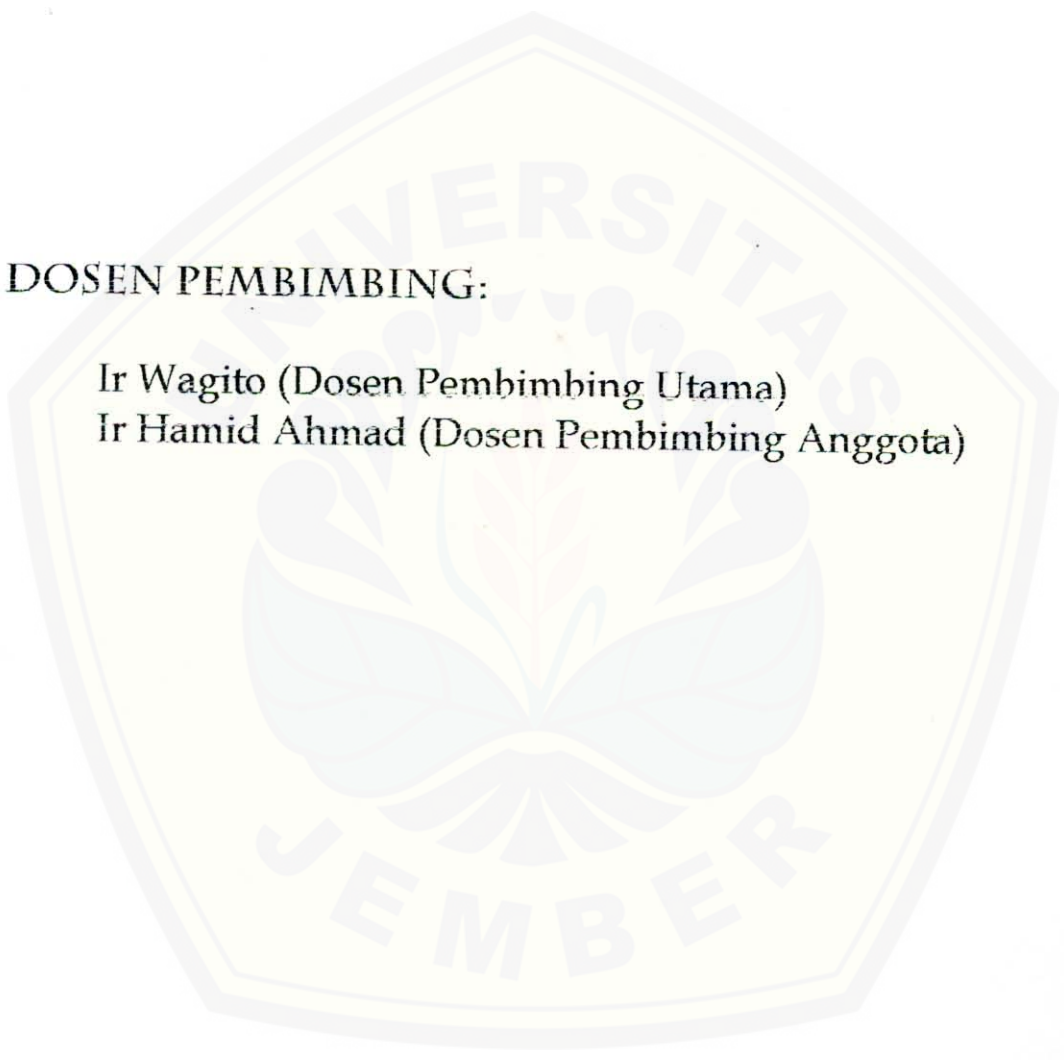 UNIVERSITAS
DOSEN PEMBIMBING:
Ir Wagito (Dosen Pembimbing Utama)
Ir Hamid Ahmad (Dosen Pembimbing Anggota)
JEMBER